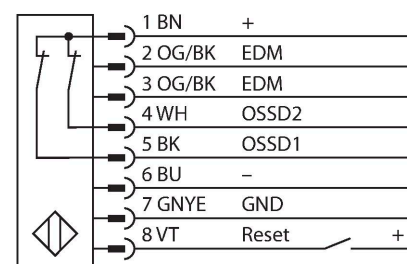 1 BN +
2 OG/BK EDM
3 OG/BK EDM
4 WH OSSD2
5 BK OSSD1
6 BU –
7 GNYE GND
8 VT Reset +